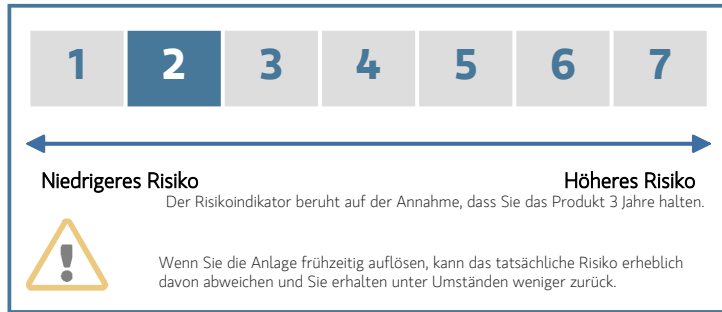 1 2 3 4 5 6 7
Niedrigeres Risiko Höheres Risiko
Der Risikoindikator beruht auf der Annahme, dass Sie das Produkt 3 Jahre halten.
Wenn Sie die Anlage frühzeitig auflösen, kann das tatsächliche Risiko erheblich
davon abweichen und Sie erhalten unter Umständen weniger zurück.